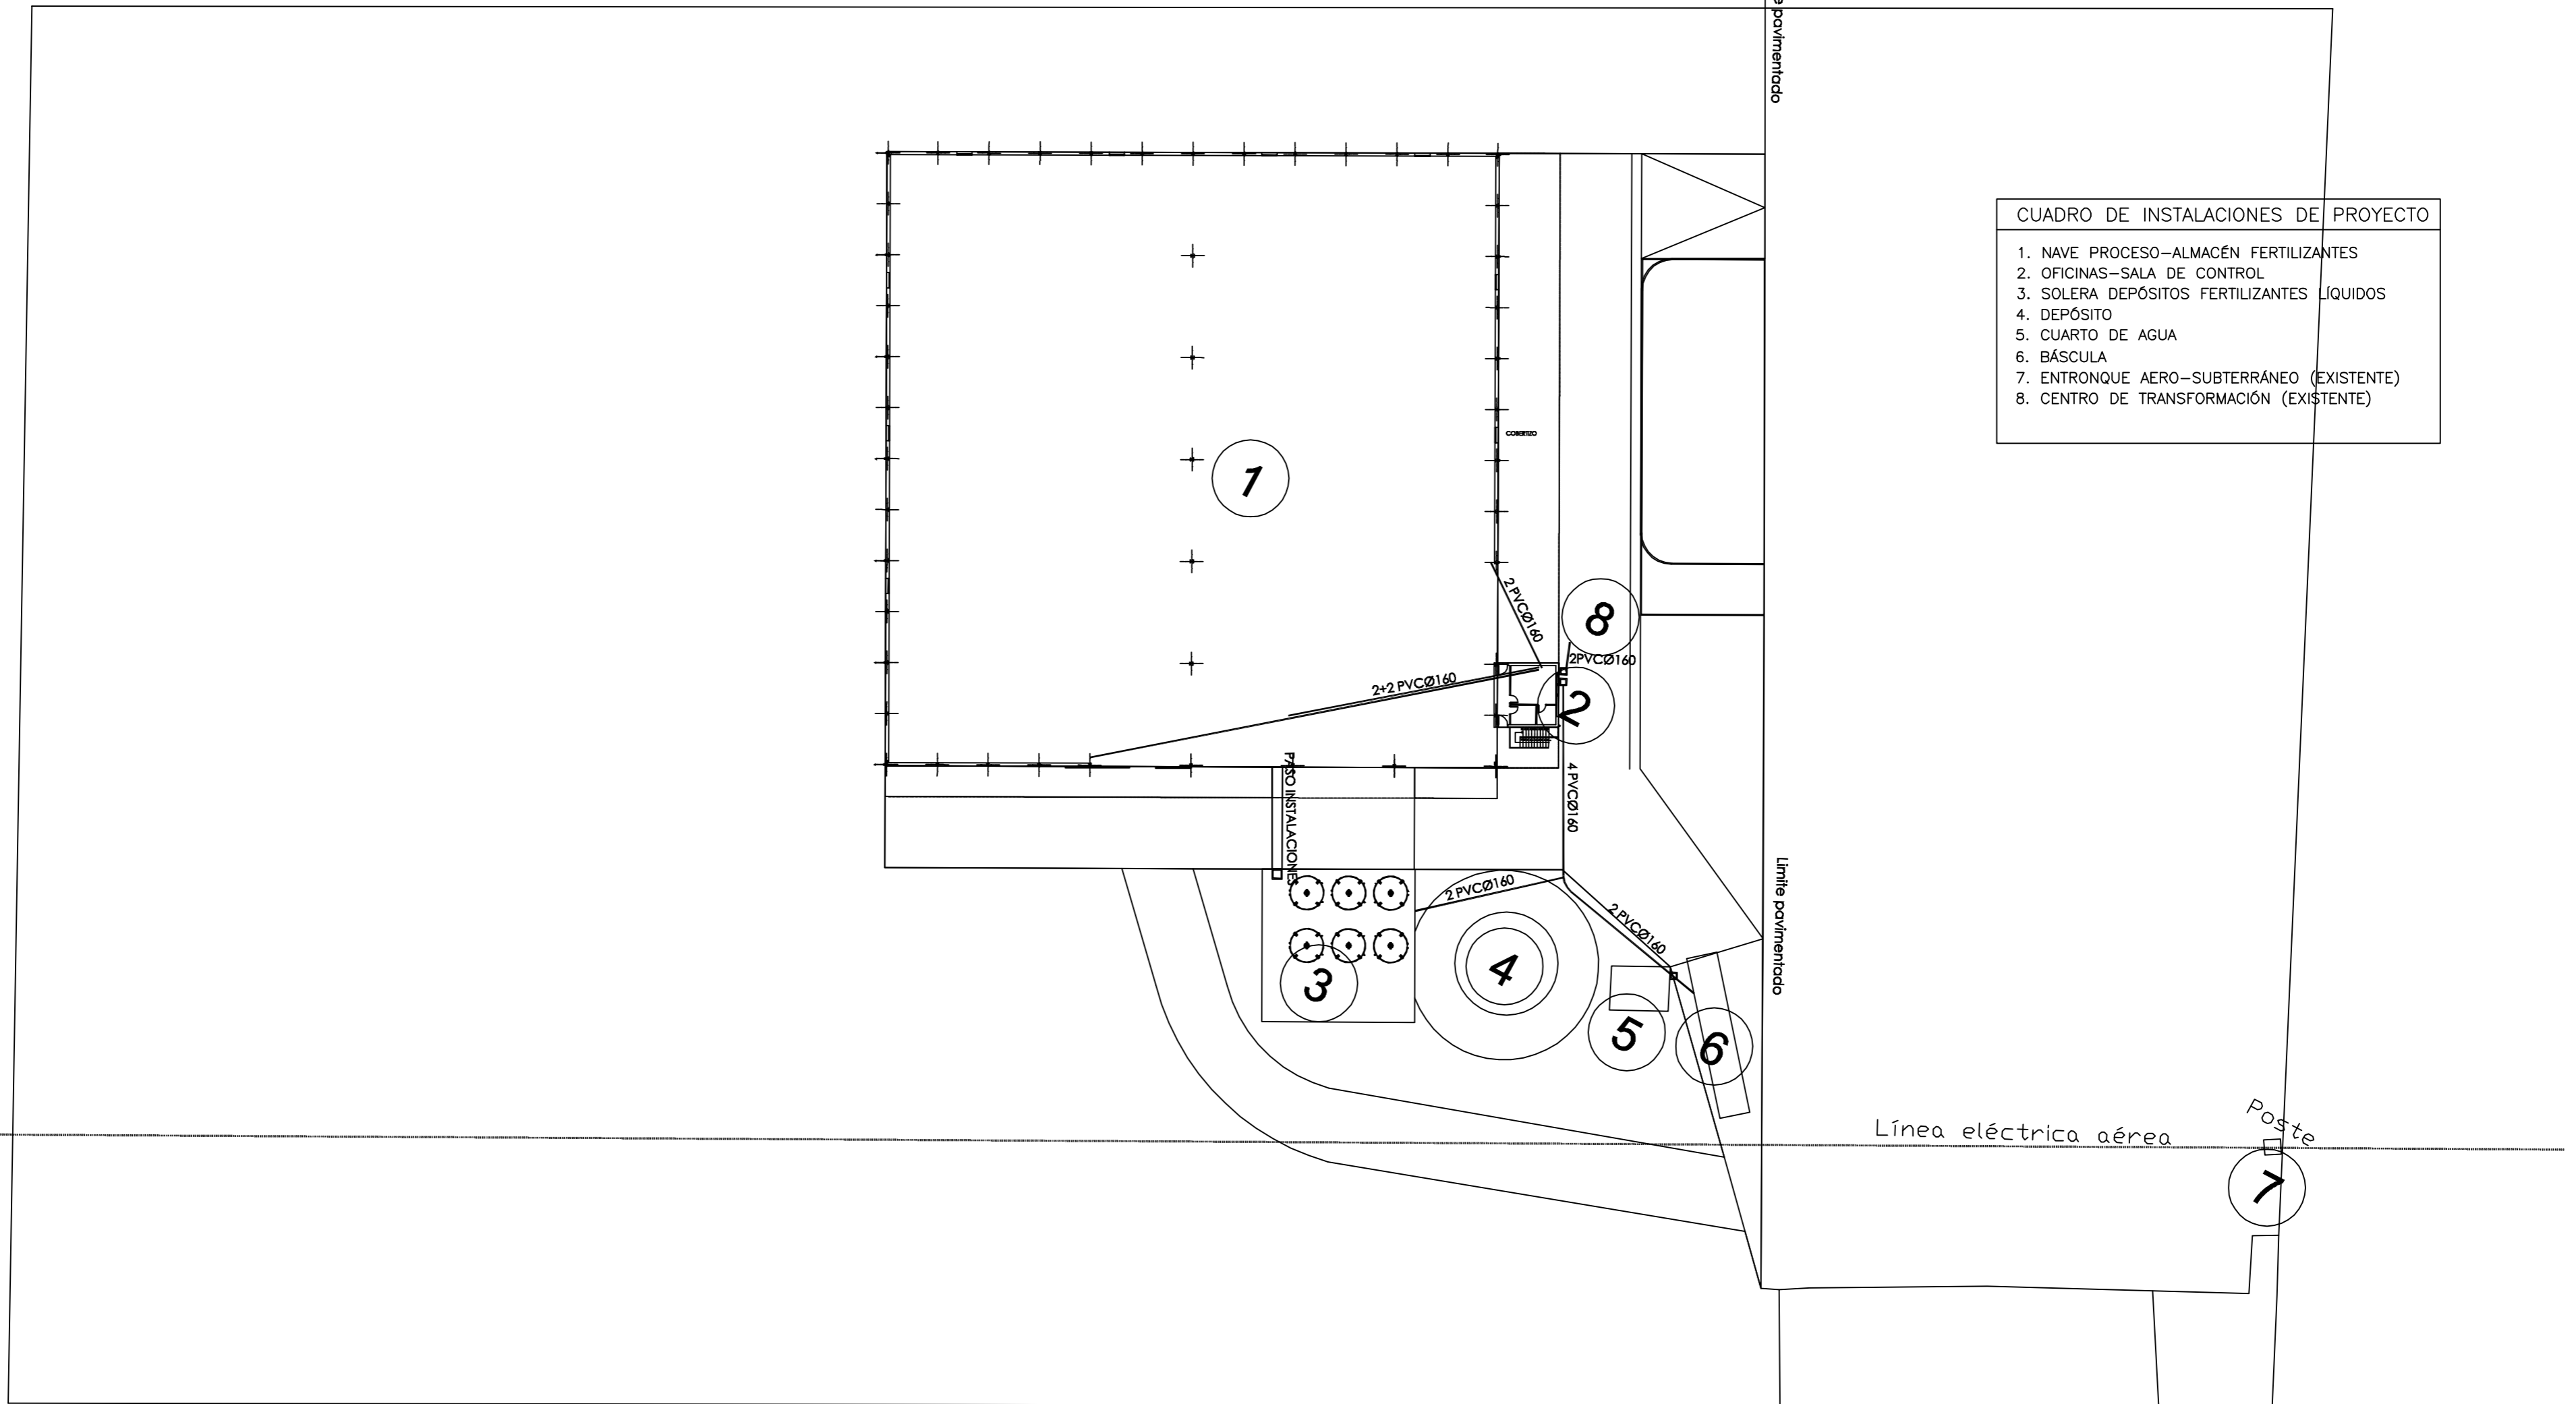 e pavimentado
CUADRO DE INSTALACIONES DE PROYECTO
1. NAVE PROCESO-ALMACÉN FERTILIZANTES
2. OFICINAS-SALA DE CONTROL
3. SOLERA DEPÓSITOS FERTILIZANTES LÍQUIDOS
4. DEPÓSITO
5. CUARTO DE AGUA
6. BÁSCULA
7. ENTRONQUE AERO-SUBTERRÁNEO (EXISTENTE)
8. CENTRO DE TRANSFORMACIÓN (EXISTENTE)
COBERTIZO
1
2 PVCØ160
8
2PVCØ160
2+2 PVCØ160
2
PASO INSTALACIONES
4 PVCØ160
2 PVCØ160
2 PVCØ160
Limite pavimentado
3
4
5
6
Línea eléctrica aérea
Poste
7